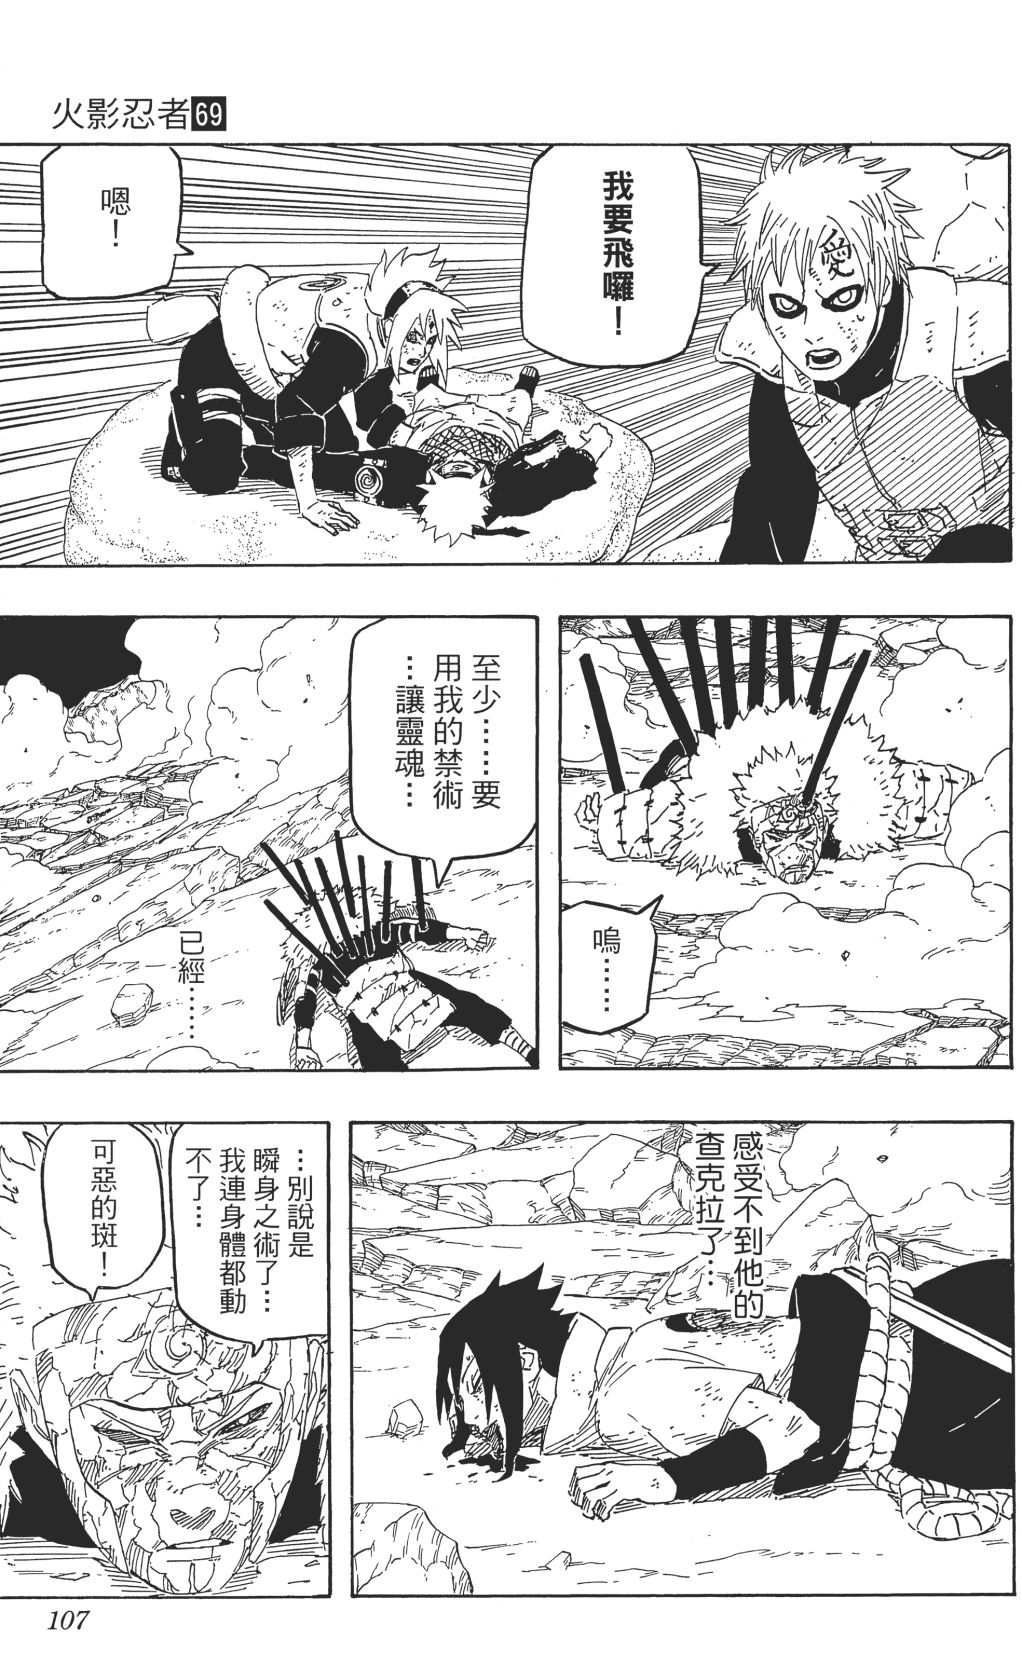 火影忍者69
愛
我要飛囉！
嗯！
嗚……
至少……要
用我的禁術
…讓靈魂…
已經……
感受不到他的
查克拉了…
…別說是
瞬身之術了…
我連身體都動
不了…
可惡的斑！
107